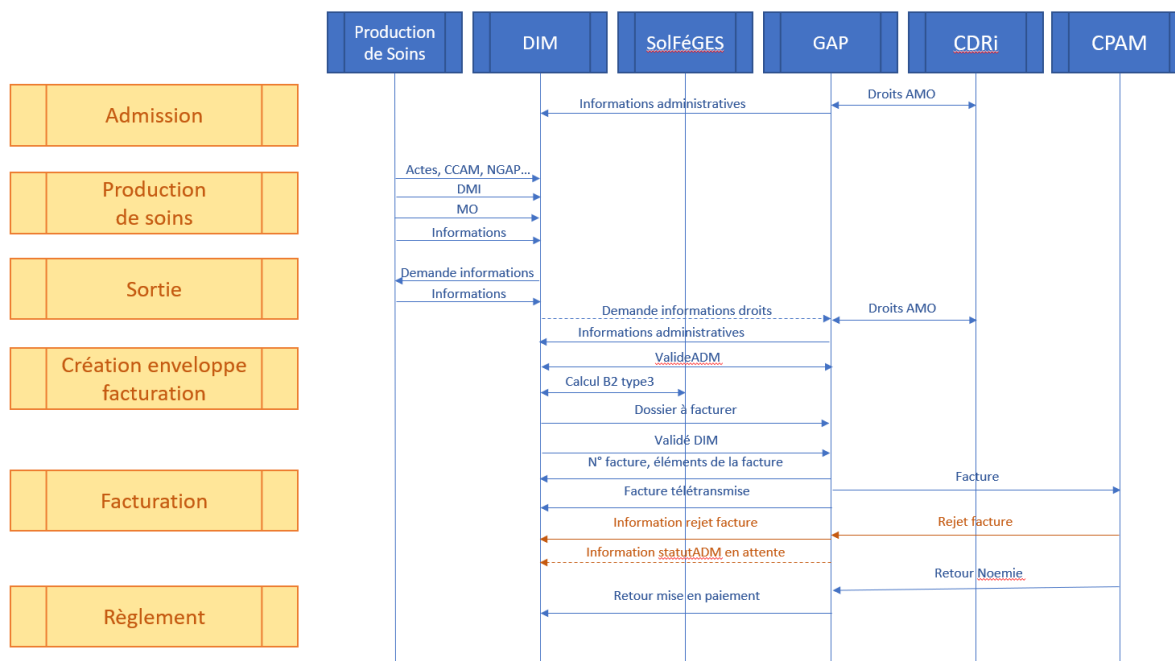 Production
de Soins
DIM
SolFéGES
GAP
CDRi
CPAM
Admission
Informations administratives
Droits AMO
Production
de soins
Actes, CCAM, NGAP...
DMI
MO
Informations
Sortie
Demande informations
Informations
Demande informations droits
Droits AMO
Informations administratives
Création enveloppe
facturation
ValideADM
Calcul B2 type3
Dossier à facturer
Validé DIM
N° facture, éléments de la facture
Facturation
Facture
Facture télétransmise
Information rejet facture
Rejet facture
Information statutADM en attente
Retour Noemie
Règlement
Retour mise en paiement